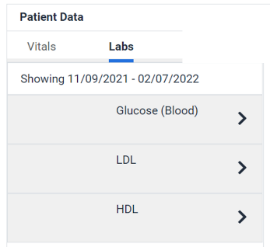 Patient Data
Vitals Labs
Showing 11/09/2021 - 02/07/2022
Glucose (Blood)
LDL
HDL